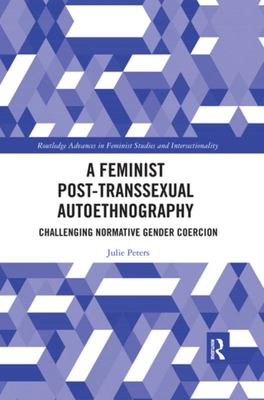 Routledge Advances in Feminist Studies and Intersectionality
A FEMINIST
POST-TRANSSEXUAL
AUTOETHNOGRAPHY
CHALLENGING NORMATIVE GENDER COERCION
Julie Peters
R